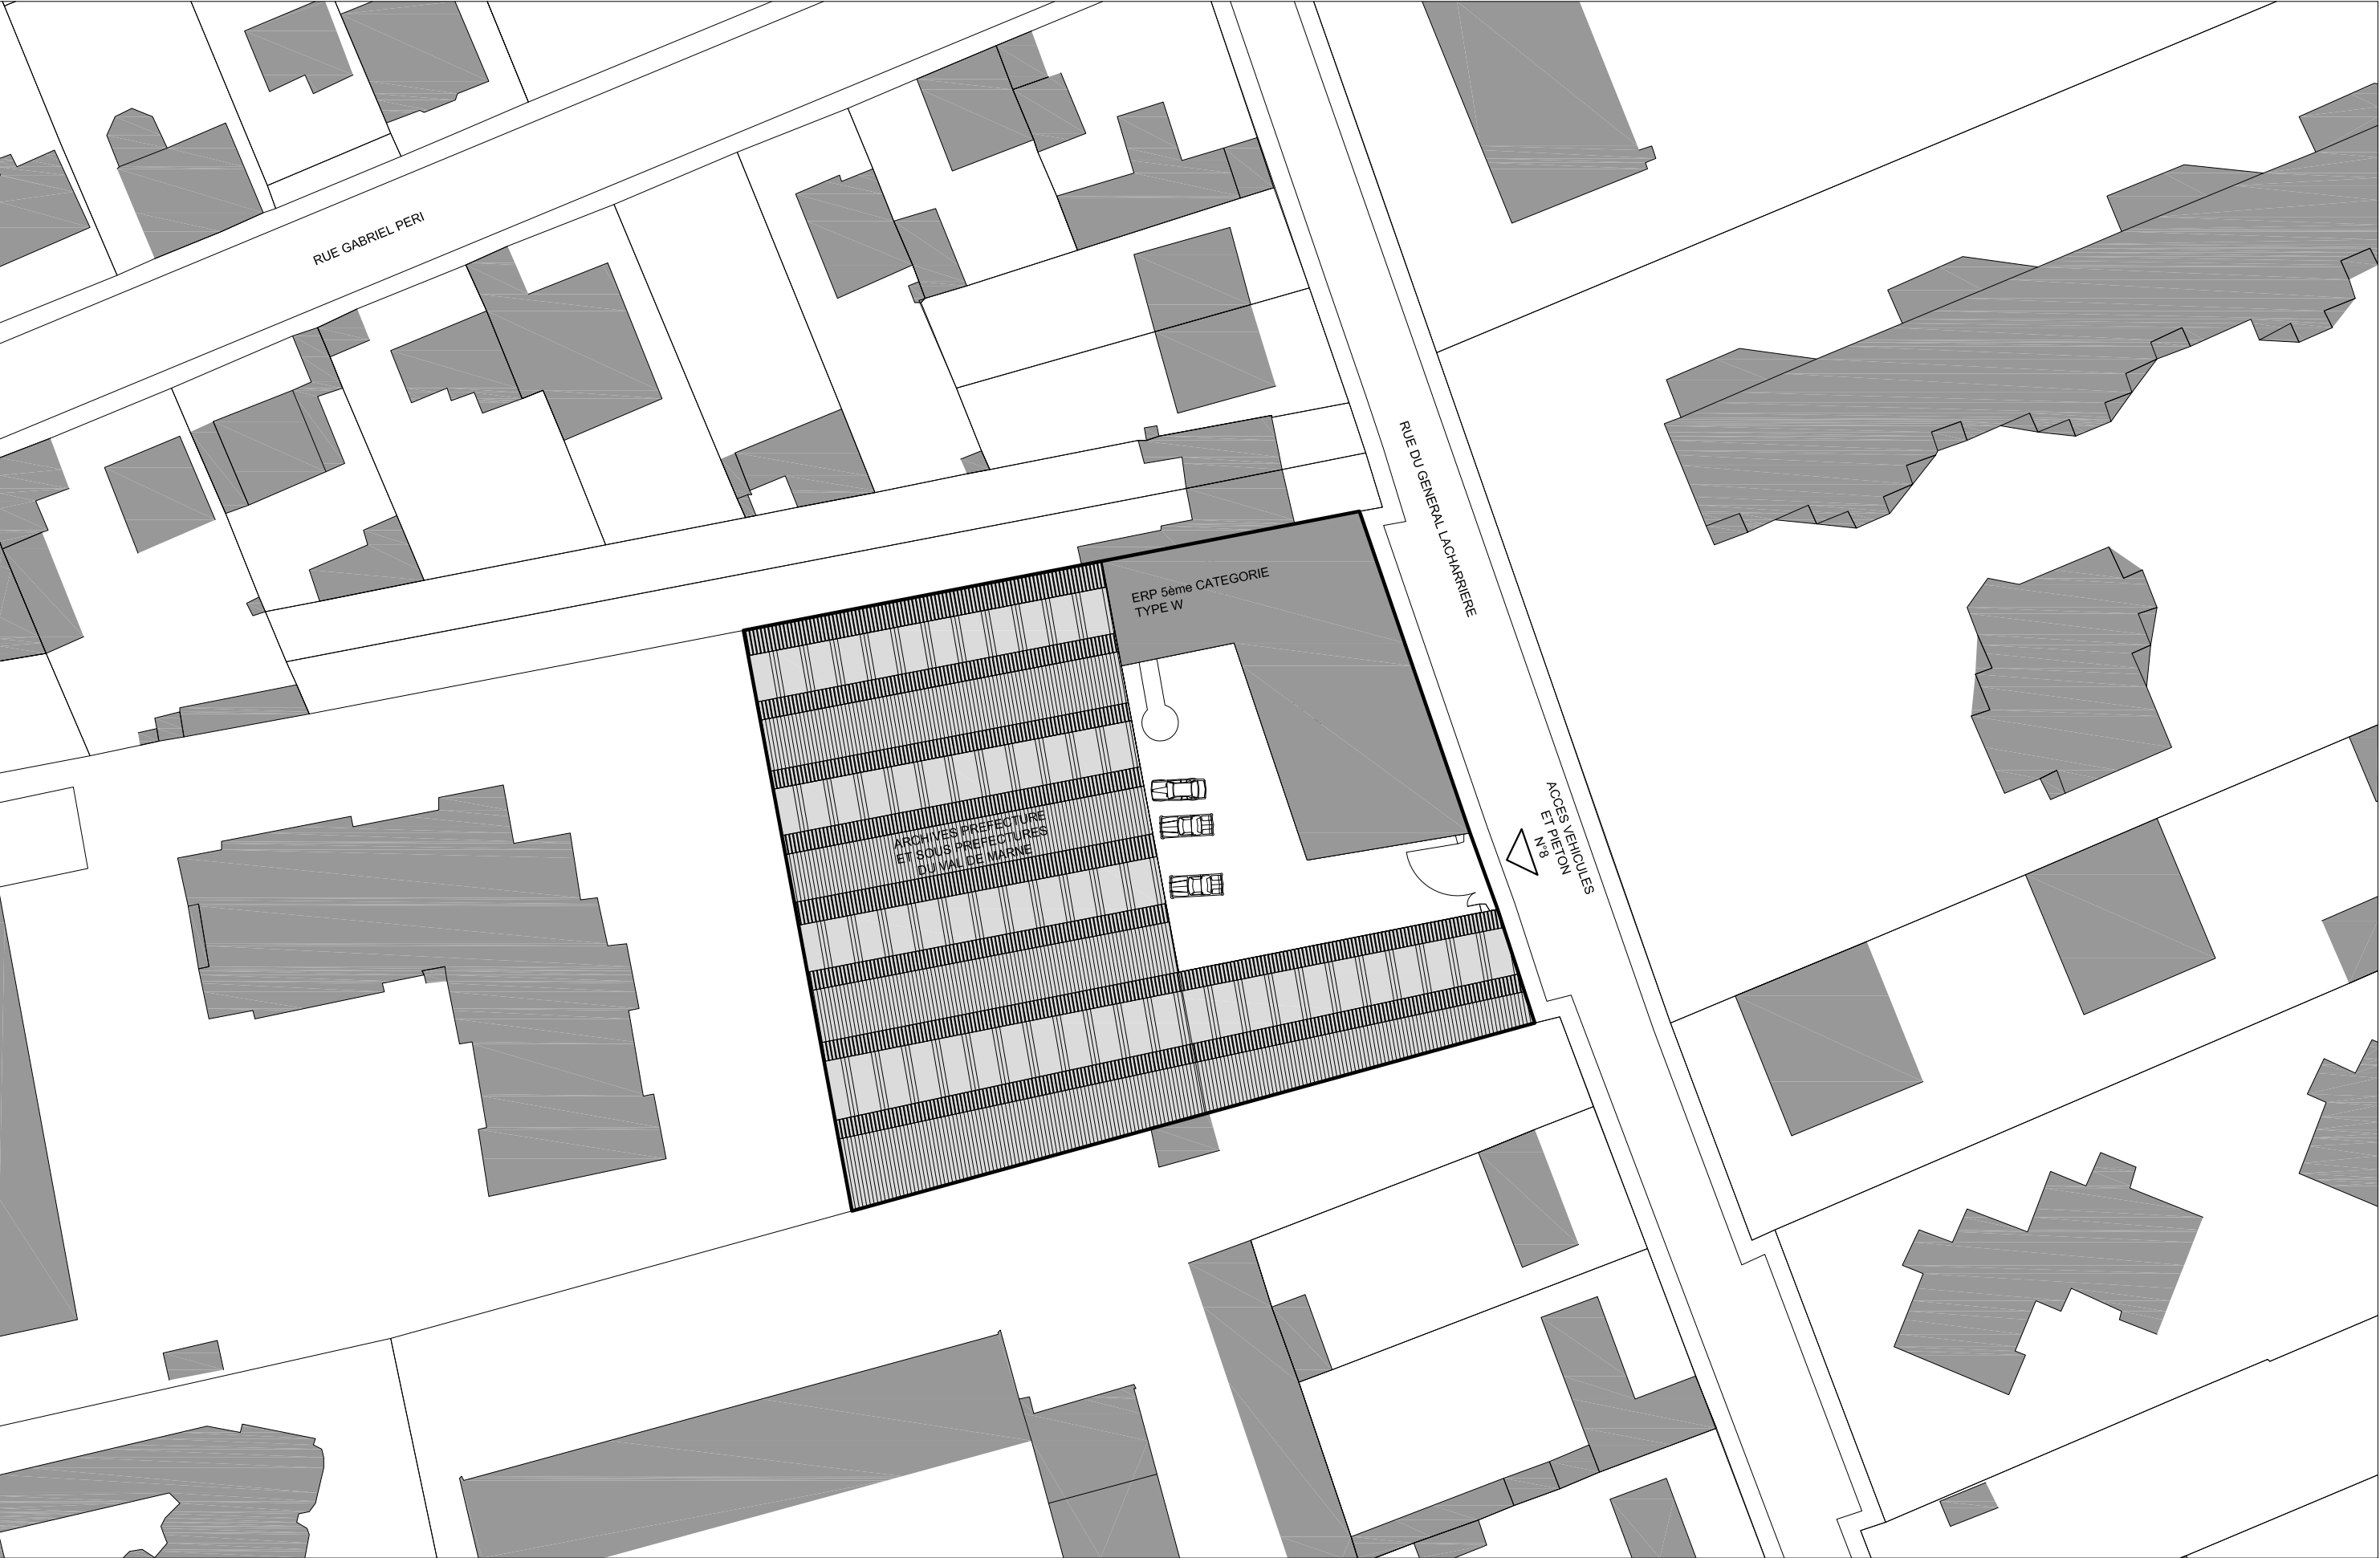 RUE GABRIEL PERI
RUE DU GENERAL LACHARRIERE
ERP 5ème CATEGORIE
TYPE W
ACCES VEHICULES
ET PIETON
N°8
ARCHIVES PREFECTURE
ET SOUS PREFECTURES
DU VAL DE MARNE